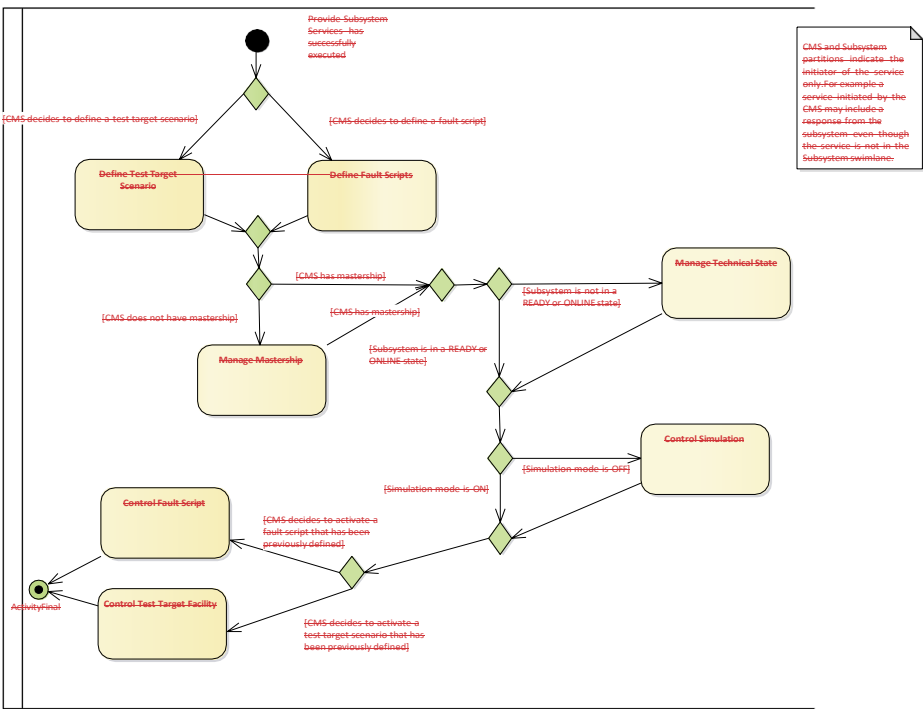 Provide Subsystem
Services has
successfully
executed
CMS and Subsystem
partitions indicate the
initiator of the service
only.For example a
service initiated by the
CMS may include a
response from the
subsystem even though
the service is not in the
Subsystem swimlane.
[CMS decides to define a test target scenario]
[CMS decides to define a fault script]
Define Test Target
Scenario
Define Fault Scripts
[CMS has mastership]
Manage Technical State
[Subsystem is not in a
READY or ONLINE state]
[CMS does not have mastership]
[CMS has mastership]
Manage Mastership
[Subsystem is in a READY or
ONLINE state]
Control Simulation
[Simulation mode is OFF]
[Simulation mode is ON]
Control Fault Script
[CMS decides to activate a
fault script that has been
previously defined]
ActivityFinal
Control Test Target Facility
[CMS decides to activate a
test target scenario that has
been previously defined]